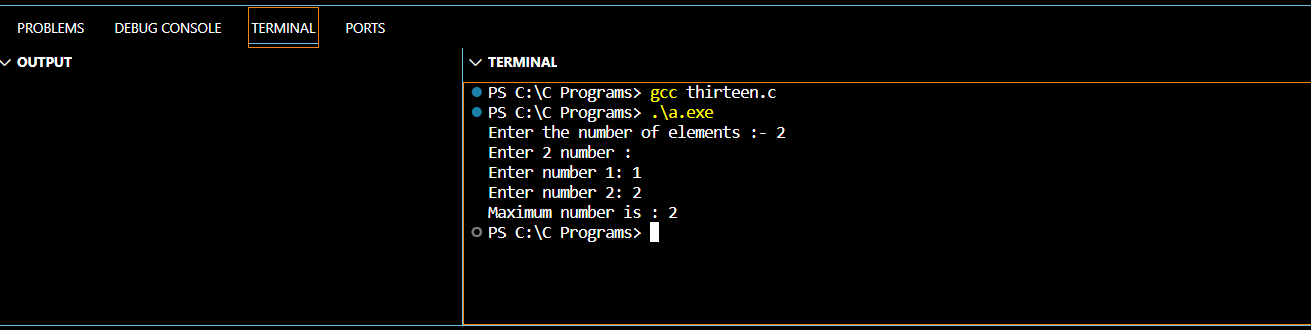 PROBLEMS DEBUG CONSOLE TERMINAL PORTS
OUTPUT
TERMINAL
PS C:\C Programs> gcc thirteen.c
PS C:\C Programs> .\a.exe
Enter the number of elements :- 2
Enter 2 number :
Enter number 1: 1
Enter number 2: 2
Maximum number is : 2
PS C:\C Programs>